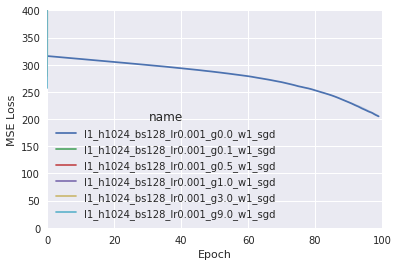 400
350
300
250
200
150
100
50
0
MSE Loss
name
l1_h1024_bs128_lr0.001_g0.0_w1_sgd
l1_h1024_bs128_lr0.001_g0.1_w1_sgd
l1_h1024_bs128_lr0.001_g0.5_w1_sgd
l1_h1024_bs128_lr0.001_g1.0_w1_sgd
l1_h1024_bs128_lr0.001_g3.0_w1_sgd
l1_h1024_bs128_lr0.001_g9.0_w1_sgd
0 20 40 60 80 100
Epoch